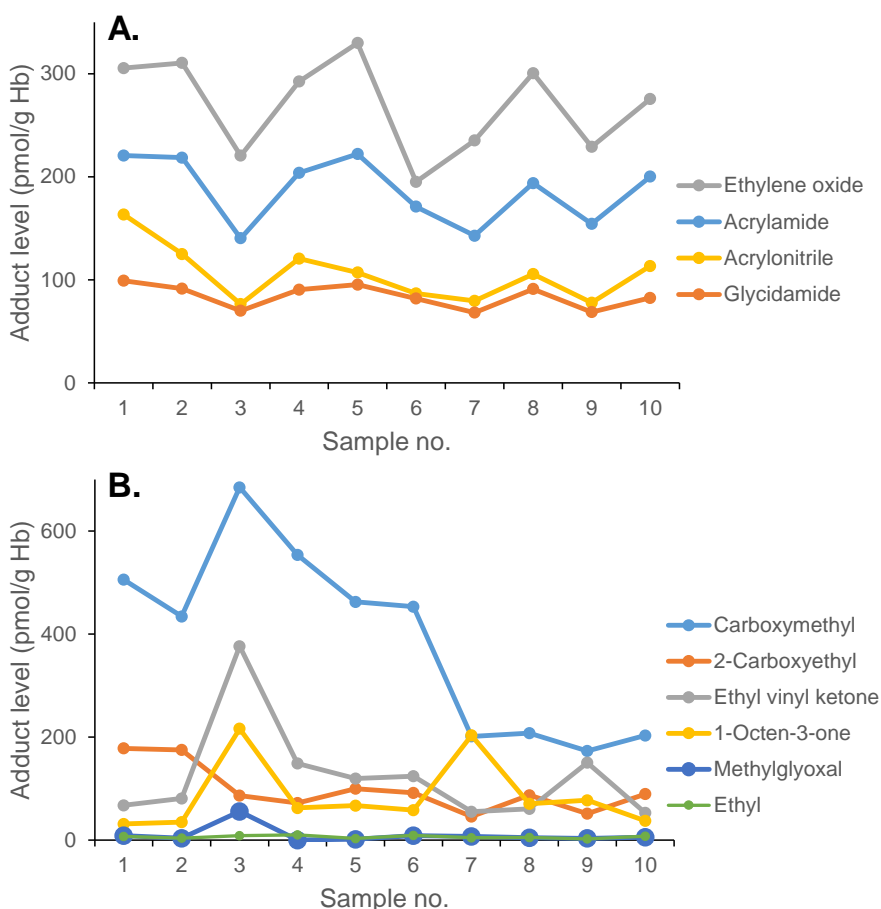 A.
Adduct level (pmol/g Hb)
300
200
100
0
1 2 3 4 5 6 7 8 9 10
Sample no.
Ethylene oxide
Acrylamide
Acrylonitrile
Glycidamide
B.
Adduct level (pmol/g Hb)
600
400
200
0
1 2 3 4 5 6 7 8 9 10
Sample no.
Carboxymethyl
2-Carboxyethyl
Ethyl vinyl ketone
1-Octen-3-one
Methylglyoxal
Ethyl